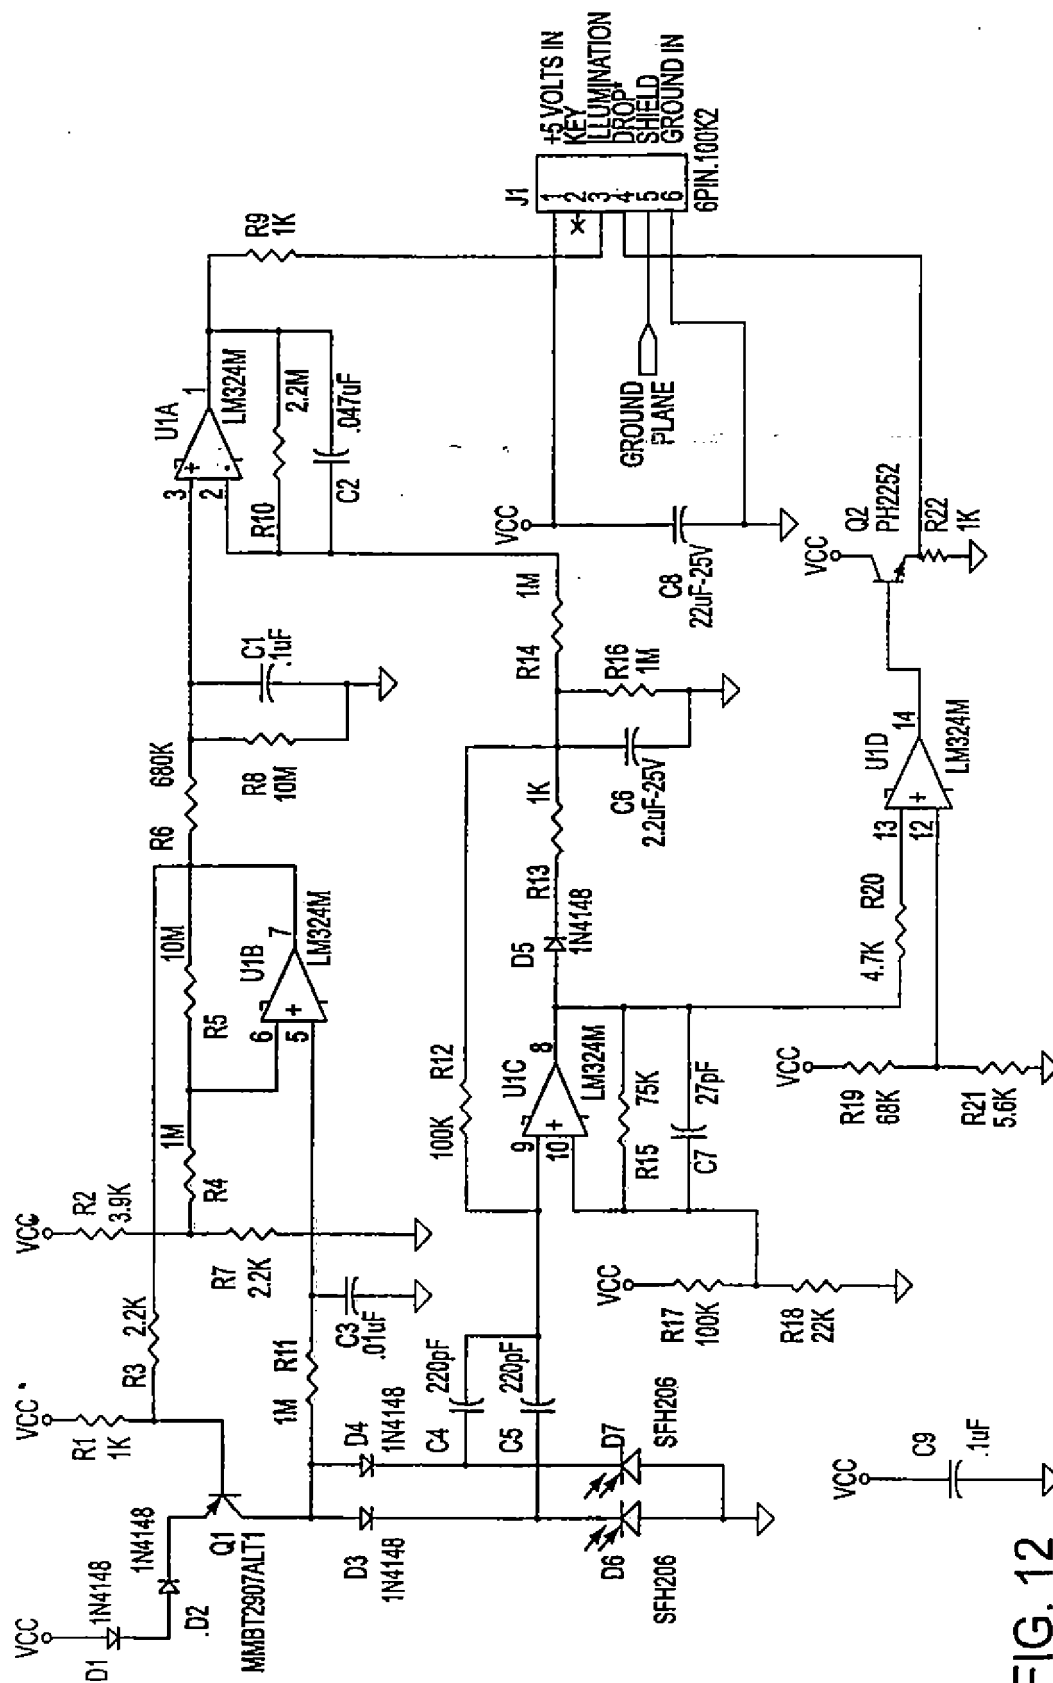 VCC
D1
1N4148
.D2
1N4148
Q1
MMBT2907ALT1
VCC
R1
1K
R3
2.2K
VCC
R2
3.9K
R4
1M
R7
2.2K
R5
10M
6
5
+
U1B
7
LM324M
R6
680K
R8
10M
C1
.1uF
3
2
+
-
U1A
1
LM324M
R10
2.2M
C2
.047uF
R9
1K
R11
1M
C3
.01uF
D3
1N4148
D4
1N4148
C4
220pF
C5
220pF
D6
SFH206
D7
SFH206
R12
100K
9
10
+
U1C
8
LM324M
R15
75K
C7
27pF
VCC
R17
100K
R18
22K
D5
1N4148
R13
1K
C6
2.2uF-25V
R16
1M
R14
1M
VCC
C8
22uF-25V
GROUND
PLANE
J1
1
2
3
4
5
6
+5 VOLTS IN
KEY
ILLUMINATION
DROP*
SHIELD
GROUND IN
6PIN.100K2
VCC
R19
68K
R21
5.6K
R20
4.7K
13
12
+
U1D
14
LM324M
VCC
Q2
PH2252
R22
1K
VCC
C9
.1uF
FIG. 12